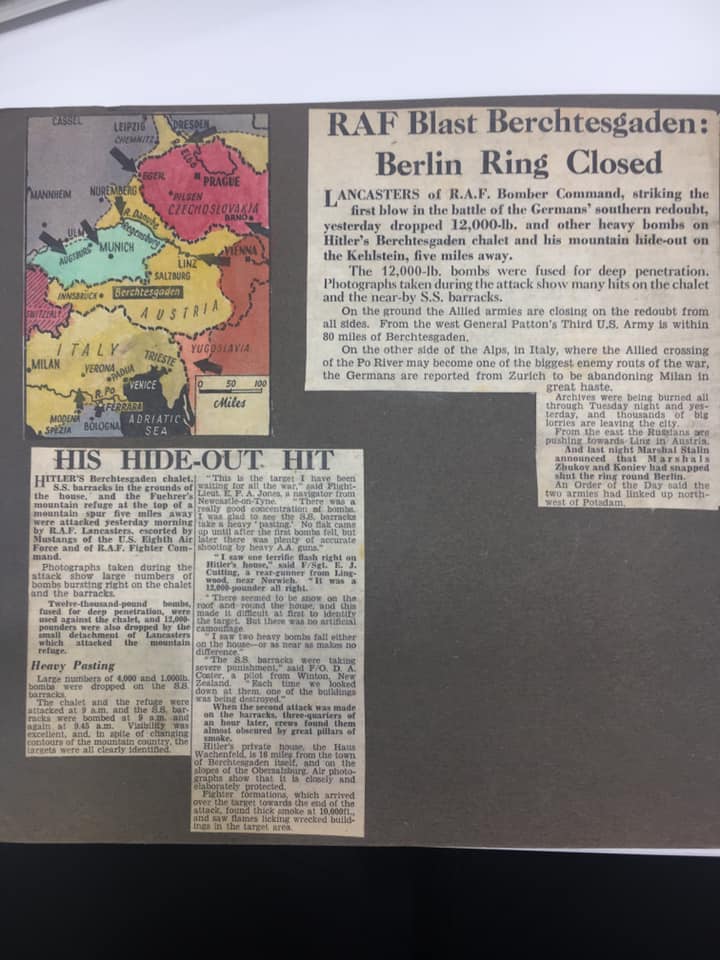 CASSEL
LEIPZIG
DRESDEN
CHEMNITZ
R. ELBE
EGER
PRAGUE
MANNHEIM
NUREMBERG
PILSEN
CZECHOSLOVAKIA
BRNO
R. Danube
Regensburg
ULM
AUGSBURG
MUNICH
LINZ
VIENNA
SALZBURG
INNSBRUCK
Berchtesgaden
SWITZERLD
AUSTRIA
ITALY
YUGOSLAVIA
MILAN
TRIESTE
VERONA
PADUA
VENICE
R. Po
FERRARA
MODENA
SPEZIA
BOLOGNA
ADRIATIC
SEA
0 50 100
Miles
RAF Blast Berchtesgaden:
Berlin Ring Closed
LANCASTERS of R.A.F. Bomber Command, striking the
first blow in the battle of the Germans' southern redoubt,
yesterday dropped 12,000-lb. and other heavy bombs on
Hitler's Berchtesgaden chalet and his mountain hide-out on
the Kehlstein, five miles away.
The 12,000-lb. bombs were fused for deep penetration.
Photographs taken during the attack show many hits on the chalet
and the near-by S.S. barracks.
On the ground the Allied armies are closing on the redoubt from
all sides. From the west General Patton's Third U.S. Army is within
80 miles of Berchtesgaden.
On the other side of the Alps, in Italy, where the Allied crossing
of the Po River may become one of the biggest enemy routes of the war,
the Germans are reported from Zurich to be abandoning Milan in
great haste.
Archives were being burned all
through Tuesday night and yes-
terday, and thousands of big
lorries are leaving the city.
From the east the Russians are
pushing towards Linz in Austria.
And last night Marshal Stalin
announced that Marshals
Zhukov and Koniev had snapped
shut the ring round Berlin.
An Order of the Day said the
two armies had linked up north-
west of Potsdam.
HIS HIDE-OUT HIT
HITLER'S Berchtesgaden chalet,
S.S. barracks in the grounds of
the house, and the Fuehrer's
mountain refuge at the top of a
mountain spur five miles away
were attacked yesterday morning
by R.A.F. Lancasters, escorted by
Mustangs of the U.S. Eighth Air
Force and of R.A.F. Fighter Com-
mand.
Photographs taken during the
attack show large numbers of
bombs bursting right on the chalet
and the barracks.
Twelve-thousand-pound bombs,
fused for deep penetration, were
used against the chalet, and 12,000-
pounders were also dropped by the
small detachment of Lancasters
which attacked the mountain
refuge.
Heavy Pasting
Large numbers of 4,000 and 1,000lb.
bombs were dropped on the S.S.
barracks.
The chalet and the refuge were
attacked at 9 a.m. and the S.S. bar-
racks were bombed at 9 a.m. and
again at 9.45 a.m. Visibility was
excellent, and, in spite of changing
contours of the mountain country, the
targets were all clearly identified.
"This is the target I have been
waiting for all the war," said Flight-
Lieut. E. P. A. Jones, a navigator from
Newcastle-on-Tyne. "There was a
really good concentration of bombs.
I was glad to see the S.S. barracks
take a heavy 'pasting.' No flak came
up until after the first bombs fell, but
later there was plenty of accurate
shooting by heavy A.A. guns."
"I saw one terrific flash right on
Hitler's house," said F/Sgt. E. J.
Cutting, a rear-gunner from Ling-
wood, near Norwich. "It was a
12,000-pounder all right.
"There seemed to be snow on the
roof and round the house, and this
made it difficult at first to identify
the target. But there was no artificial
camouflage.
"I saw two heavy bombs fall either
on the house—or as near as makes no
difference."
"The S.S. barracks were taking
severe punishment," said F/O. D. A.
Coster, a pilot from Winton, New
Zealand. "Each time we looked
down at them, one of the buildings
was being destroyed."
When the second attack was made
on the barracks, three-quarters of
an hour later, crews found them
almost obscured by great pillars of
smoke.
Hitler's private house, the Haus
Wachenfeld, is 16 miles from the town
of Berchtesgaden itself, and on the
slopes of the Obersalzburg. Air photo-
graphs show that it is closely and
elaborately protected.
Fighter formations, which arrived
over the target towards the end of the
attack, found thick smoke at 10,000ft.,
and saw flames licking wrecked build-
ings in the target area.